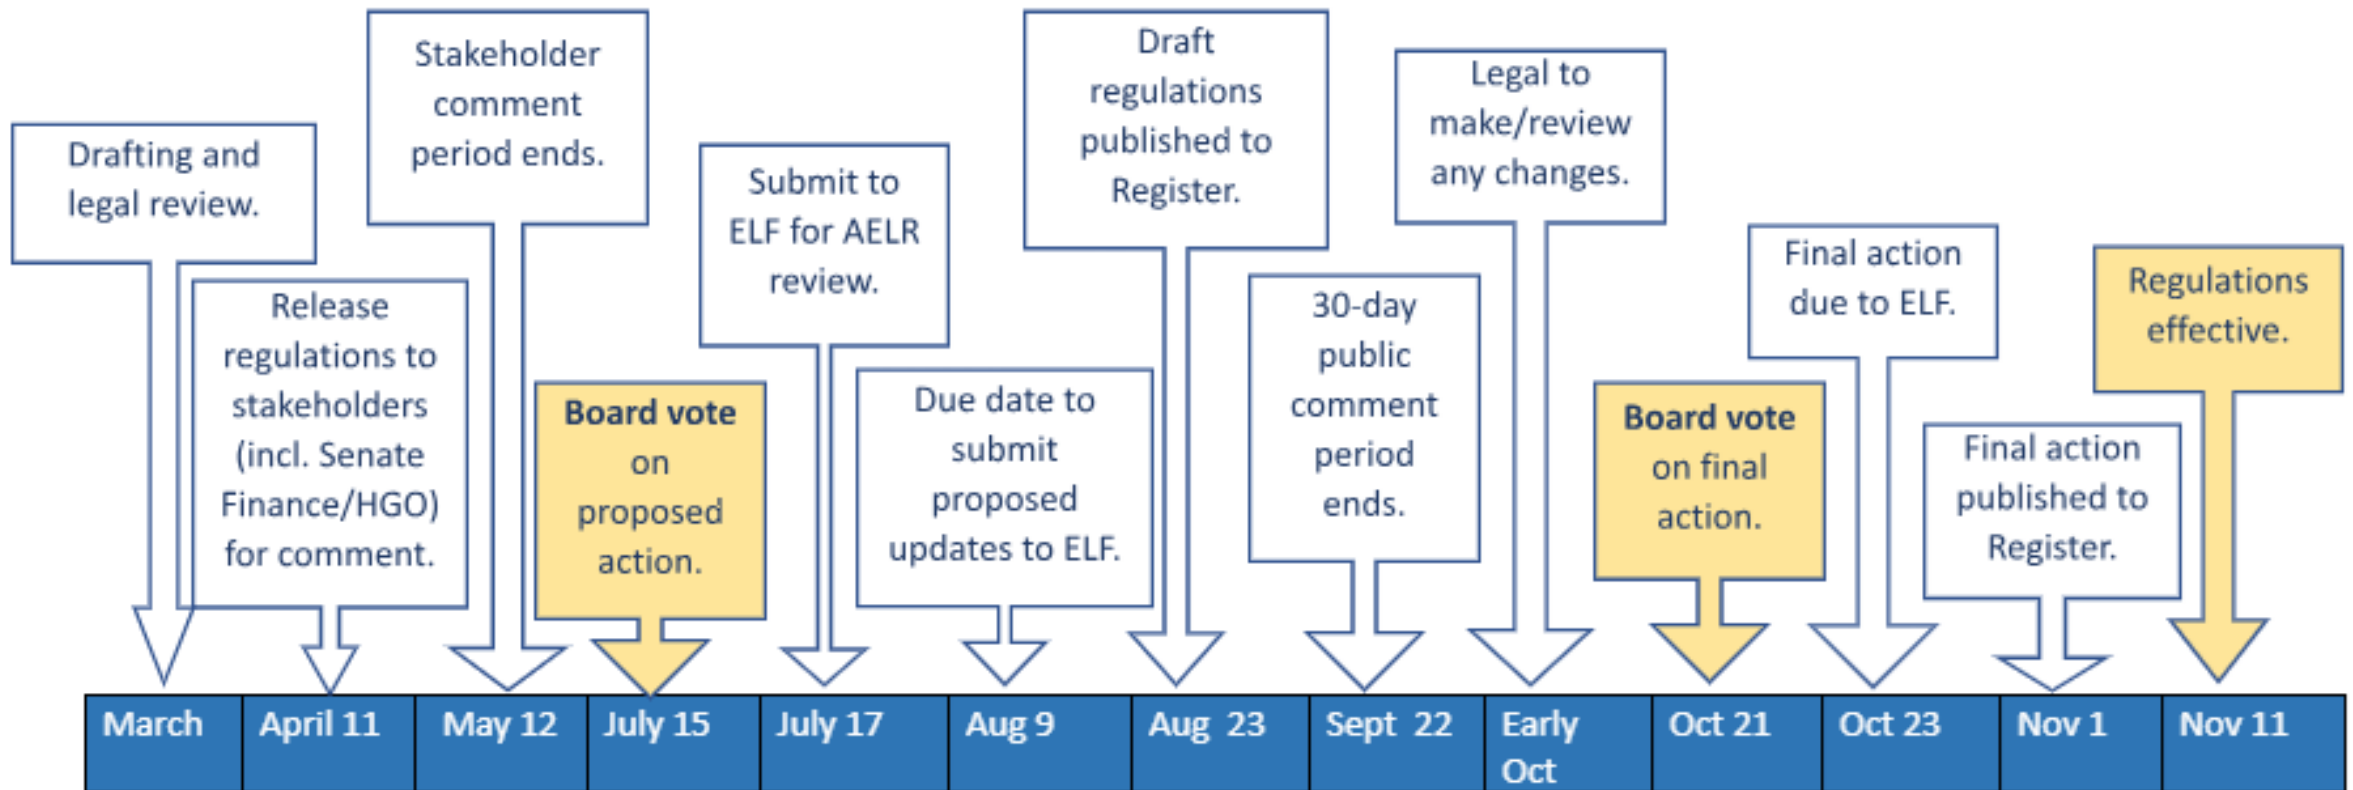 Drafting and
legal review.
Release
regulations to
stakeholders
(incl. Senate
Finance/HGO)
for comment.
Stakeholder
comment
period ends.
Board vote
on
proposed
action.
Submit to
ELF for AELR
review.
Due date to
submit
proposed
updates to ELF.
Draft
regulations
published to
Register.
30-day
public
comment
period
ends.
Legal to
make/review
any changes.
Board vote
on final
action.
Final action
due to ELF.
Final action
published to
Register.
Regulations
effective.
March
April 11
May 12
July 15
July 17
Aug 9
Aug 23
Sept 22
Early
Oct
Oct 21
Oct 23
Nov 1
Nov 11